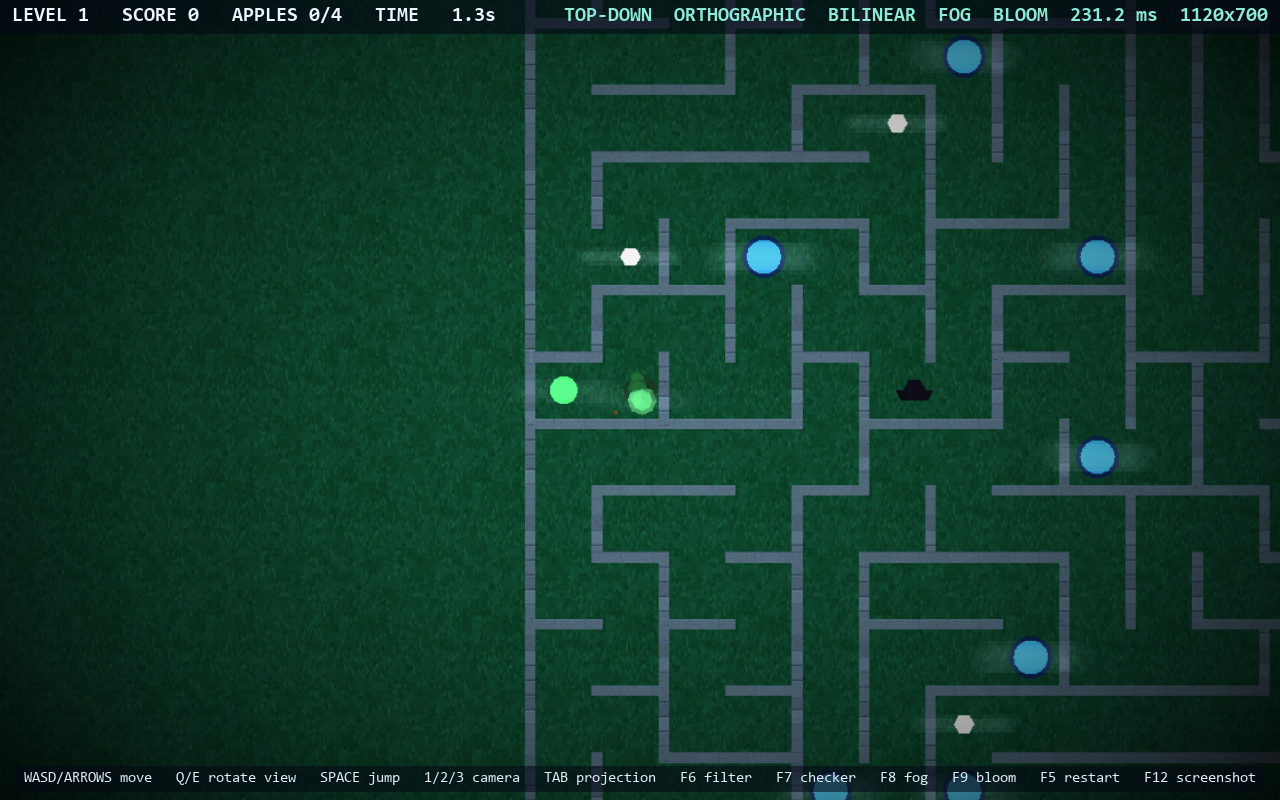 LEVEL 1 SCORE 0 APPLES 0/4 TIME 1.3s TOP-DOWN ORTHOGRAPHIC BILINEAR FOG BLOOM 231.2 ms 1120x700
WASD/ARROWS move Q/E rotate view SPACE jump 1/2/3 camera TAB projection F6 filter F7 checker F8 fog F9 bloom F5 restart F12 screenshot